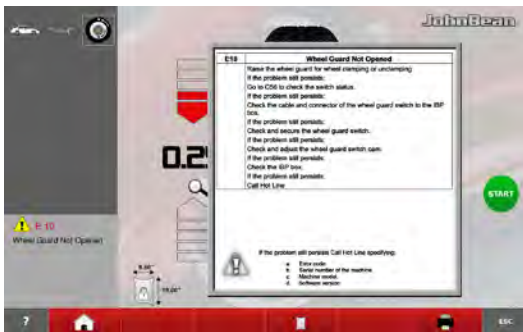 JohnBean
E10 Wheel Guard Not Opened
Raise the wheel guard for wheel clamping or unclamping
If the problem still persists:
Go to C56 to check the switch status.
If the problem still persists:
Check the cable and connector of the wheel guard switch to the IBP
box.
If the problem still persists:
Check and secure the wheel guard switch.
If the problem still persists:
Check and adjust the wheel guard switch cam.
If the problem still persists:
Check the IBP box.
If the problem still persists:
Call Hot Line
0.2
START
E 10
Wheel Guard Not Opened
If the problem still persists Call Hot Line specifying:
a. Error code
b. Serial number of the machine
c. Machine model
d. Software version
?
ESC